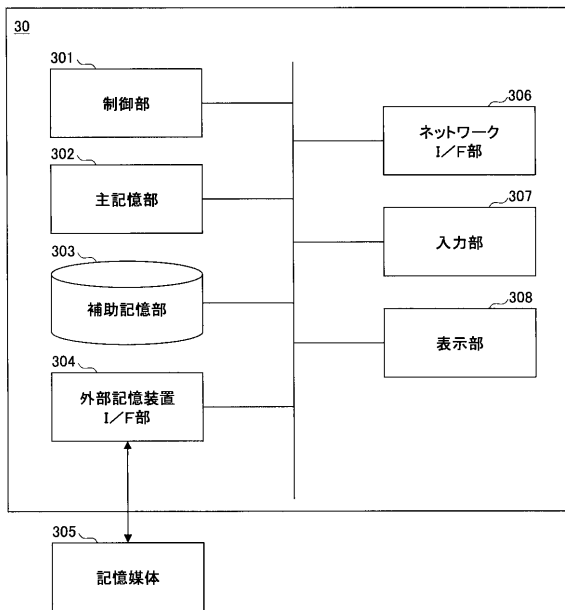 30
301
制御部
302
主記憶部
303
補助記憶部
304
外部記憶装置
I/F部
305
記憶媒体
306
ネットワーク
I/F部
307
入力部
308
表示部